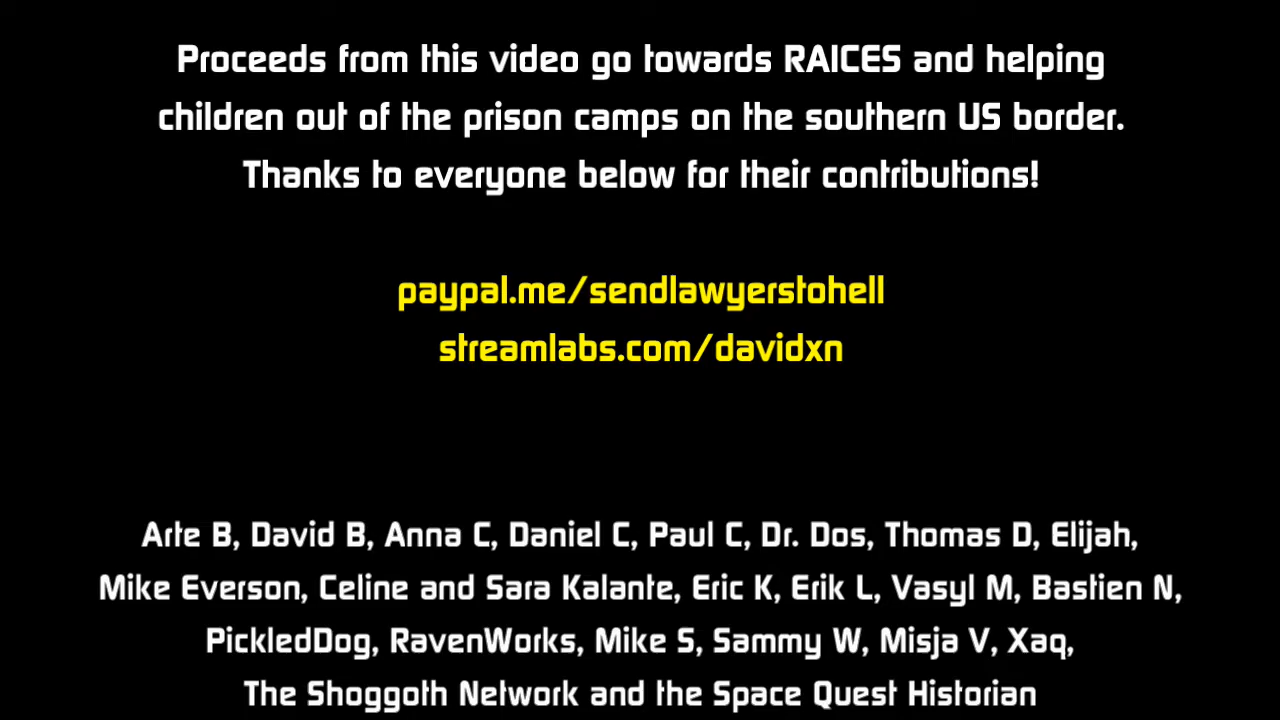 Proceeds from this video go towards RAICES and helping
children out of the prison camps on the southern US border.
Thanks to everyone below for their contributions!
paypal.me/sendlawyerstohell
streamlabs.com/davidxn
Arte B, David B, Anna C, Daniel C, Paul C, Dr. Dos, Thomas D, Elijah,
Mike Everson, Celine and Sara Kalante, Eric K, Erik L, Vasyl M, Bastien N,
PickledDog, RavenWorks, Mike S, Sammy W, Misja V, Xaq,
The Shoggoth Network and the Space Quest Historian